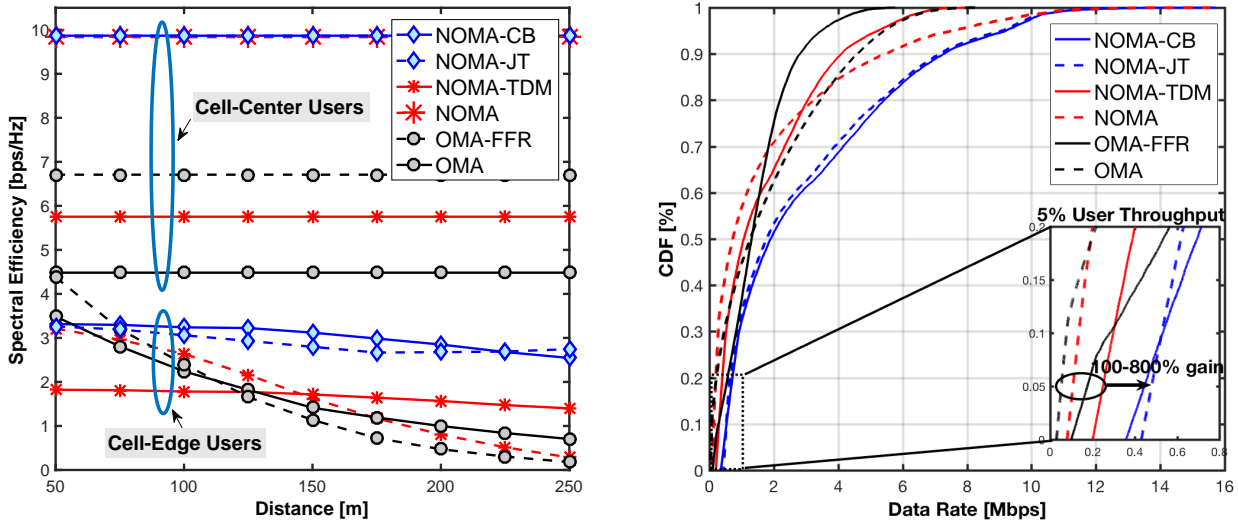 Spectral Efficiency [bps/Hz]
10
9
8
7
6
5
4
3
2
1
0
50
100
150
200
250
Distance [m]
NOMA-CB
NOMA-JT
NOMA-TDM
NOMA
OMA-FFR
OMA
Cell-Center Users
Cell-Edge Users
CDF [%]
1
0.9
0.8
0.7
0.6
0.5
0.4
0.3
0.2
0.1
0
0
2
4
6
8
10
12
14
16
Data Rate [Mbps]
NOMA-CB
NOMA-JT
NOMA-TDM
NOMA
OMA-FFR
OMA
5% User Throughput
0.2
0.15
0.1
0.05
0
0
0.2
0.4
0.6
0.8
100-800% gain